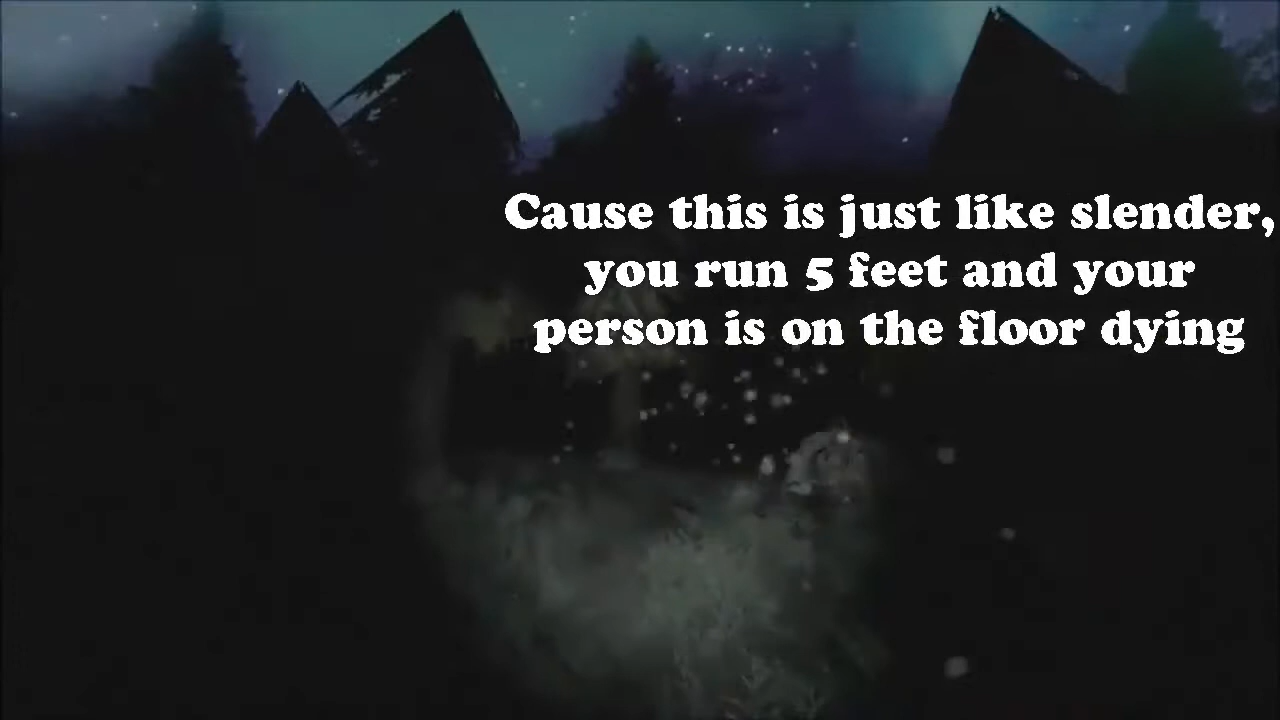 Cause this is just like slender,
you run 5 feet and your
person is on the floor dying